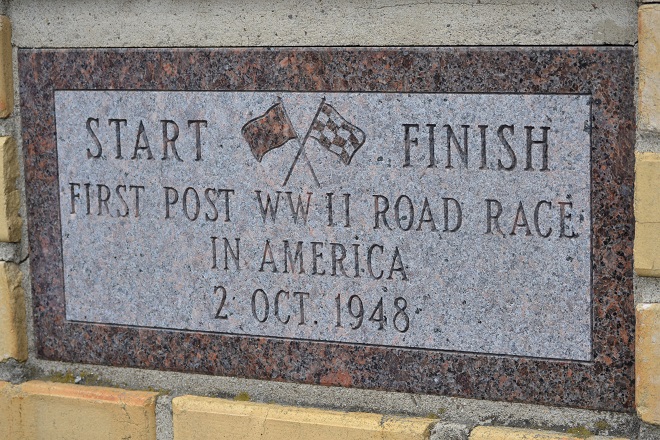 START FINISH
FIRST POST WW II ROAD RACE
IN AMERICA
2 OCT. 1948